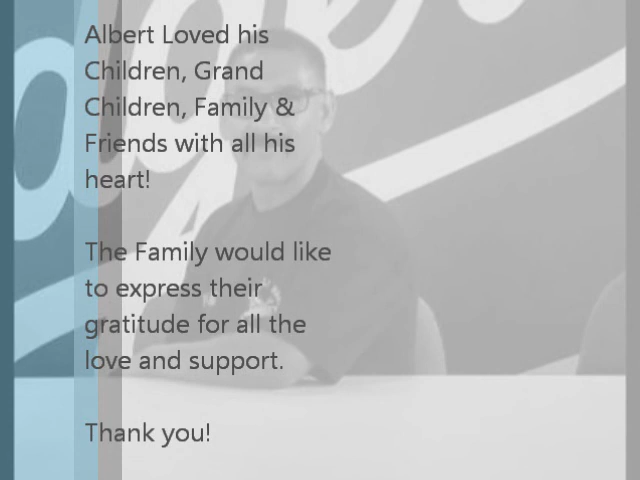 Albert Loved his
Children, Grand
Children, Family &
Friends with all his
heart!
The Family would like
to express their
gratitude for all the
love and support.
Thank you!